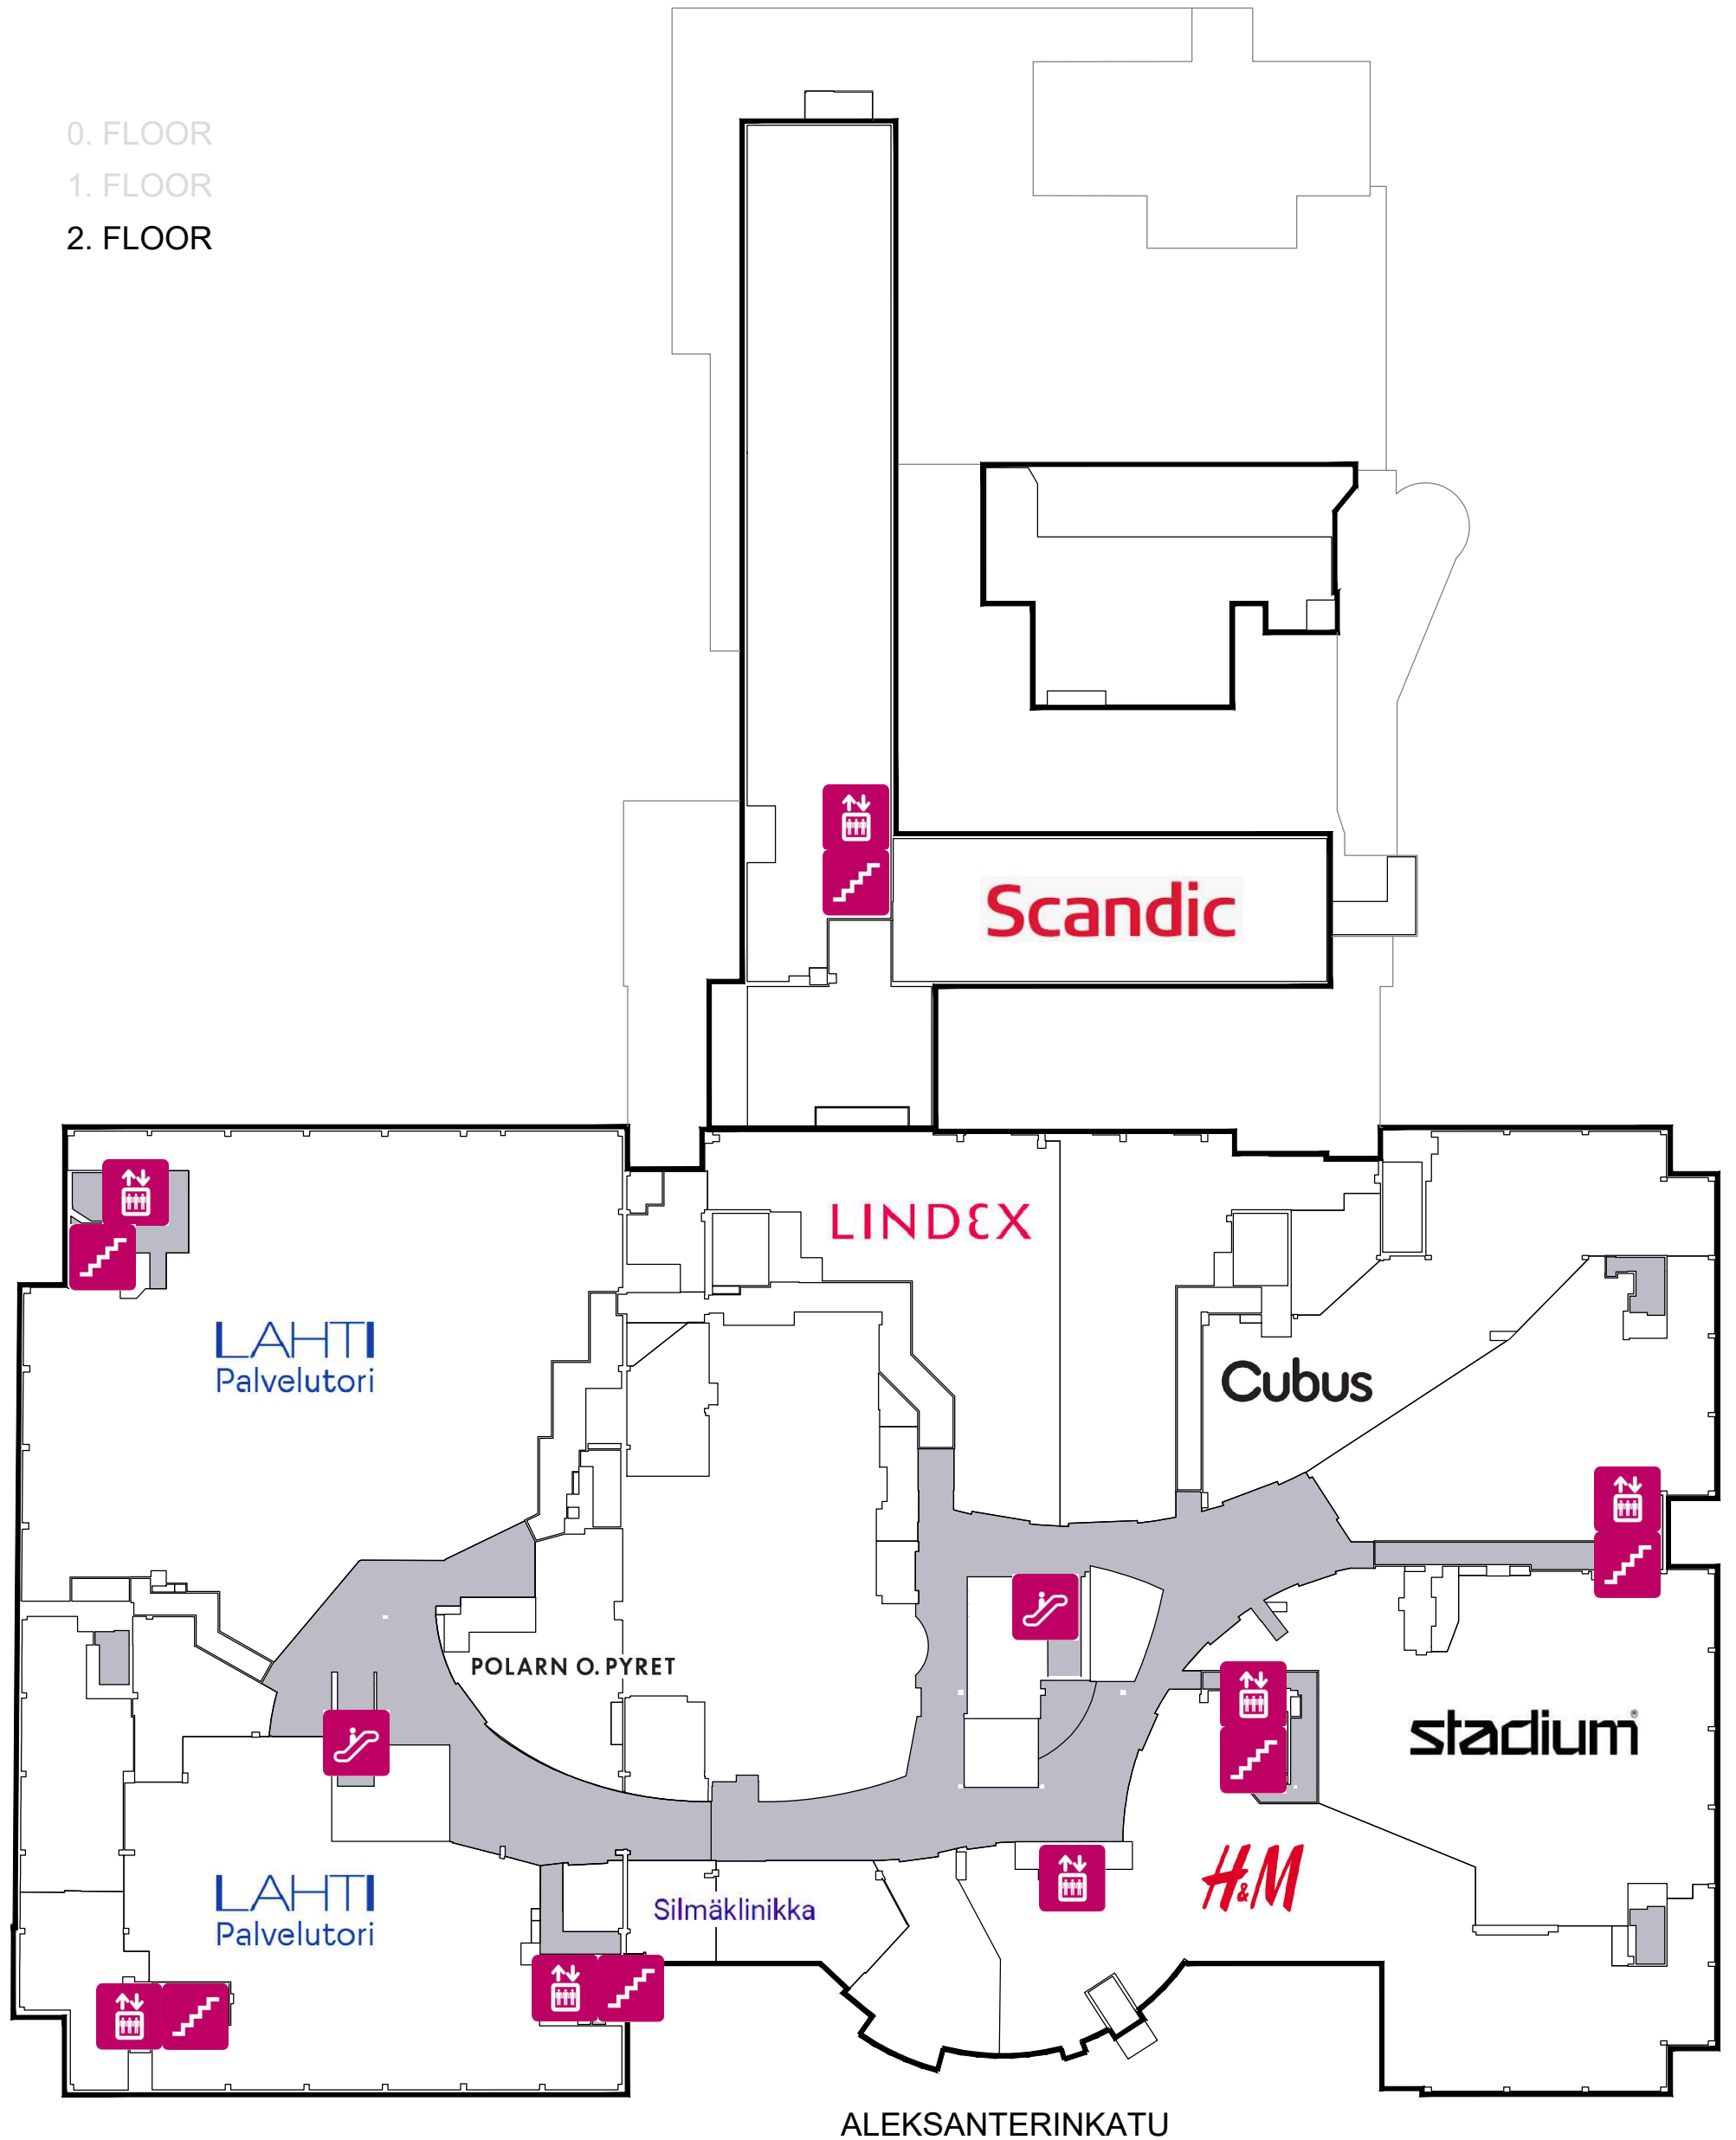 0. FLOOR
1. FLOOR
2. FLOOR
Scandic
LINDEX
LAHTI
Palvelutori
Cubus
POLARN O. PYRET
stadium®
LAHTI
Palvelutori
Silmäklinikka
H&M
ALEKSANTERINKATU